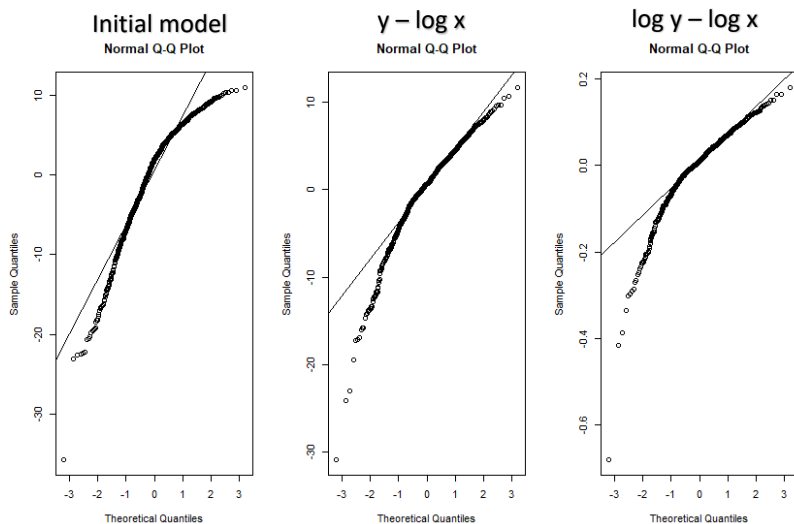 Initial model
Normal Q-Q Plot
Sample Quantiles
10
0
-10
-20
-30
-3 -2 -1 0 1 2 3
Theoretical Quantiles
y – log x
Normal Q-Q Plot
Sample Quantiles
10
0
-10
-20
-30
-3 -2 -1 0 1 2 3
Theoretical Quantiles
log y – log x
Normal Q-Q Plot
Sample Quantiles
0.2
0.0
-0.2
-0.4
-0.6
-3 -2 -1 0 1 2 3
Theoretical Quantiles